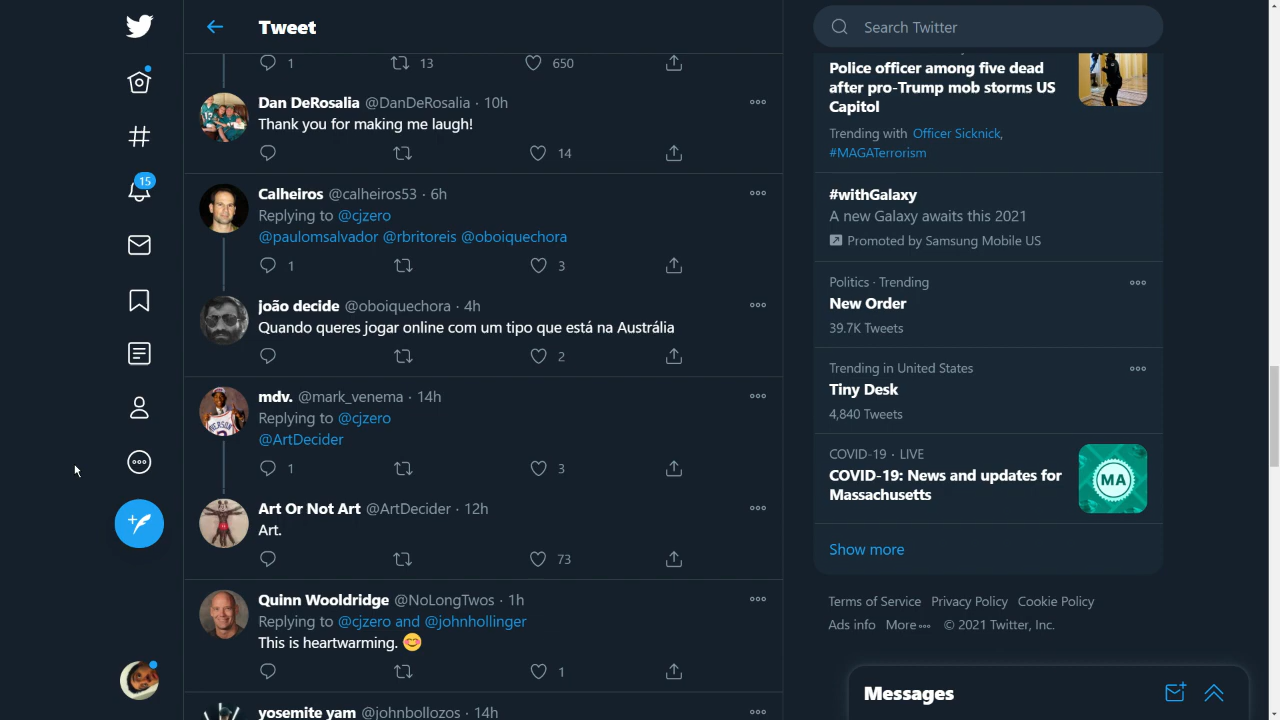 Tweet
1 13 650
Dan DeRosalia @DanDeRosalia · 10h
Thank you for making me laugh!
14
Calheiros @calheiros53 · 6h
Replying to @cjzero
@paulomsalvador @rbritoreis @oboiquechora
1 3
joão decide @oboiquechora · 4h
Quando queres jogar online com um tipo que está na Austrália
2
mdv. @mark_venema · 14h
Replying to @cjzero
@ArtDecider
1 3
Art Or Not Art @ArtDecider · 12h
Art.
73
Quinn Wooldridge @NoLongTwos · 1h
Replying to @cjzero and @johnhollinger
This is heartwarming. 😊
1
yosemite yam @johnbollozos · 14h
15
Search Twitter
Police officer among five dead
after pro-Trump mob storms US
Capitol
Trending with Officer Sicknick,
#MAGATerrorism
#withGalaxy
A new Galaxy awaits this 2021
Promoted by Samsung Mobile US
Politics · Trending
New Order
39.7K Tweets
Trending in United States
Tiny Desk
4,840 Tweets
COVID-19 · LIVE
COVID-19: News and updates for
Massachusetts
MA
Show more
Terms of Service Privacy Policy Cookie Policy
Ads info More © 2021 Twitter, Inc.
Messages